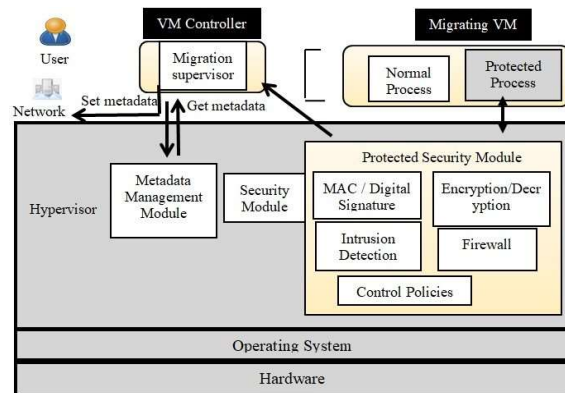 VM Controller
Migrating VM
User
Migration
supervisor
Normal
Process
Protected
Process
Network
Set metadata
Get metadata
Hypervisor
Metadata
Management
Module
Security
Module
Protected Security Module
MAC / Digital
Signature
Encryption/Decr
yption
Intrusion
Detection
Firewall
Control Policies
Operating System
Hardware